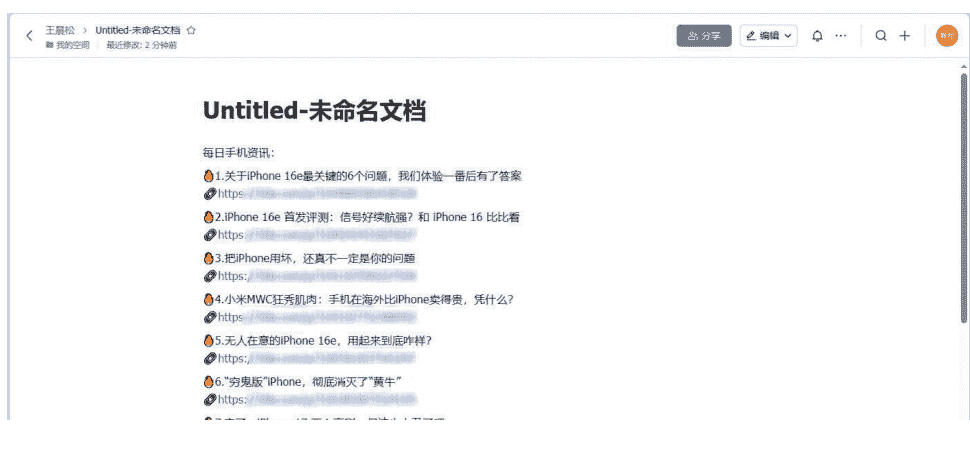 王晨松 > Untitled-未命名文档
我的空间 | 最近修改: 2 分钟前
分享
编辑
Untitled-未命名文档
每日手机资讯：
1.关于iPhone 16e最关键的6个问题，我们体验一番后有了答案
https
2.iPhone 16e 首发评测：信号好续航强？和 iPhone 16 比比看
https
3.把iPhone用坏，还真不一定是你的问题
https:
4.小米MWC狂秀肌肉：手机在海外比iPhone卖得贵，凭什么？
https
5.无人在意的iPhone 16e，用起来到底咋样？
https:
6.“穷鬼版”iPhone，彻底消灭了“黄牛”
https: